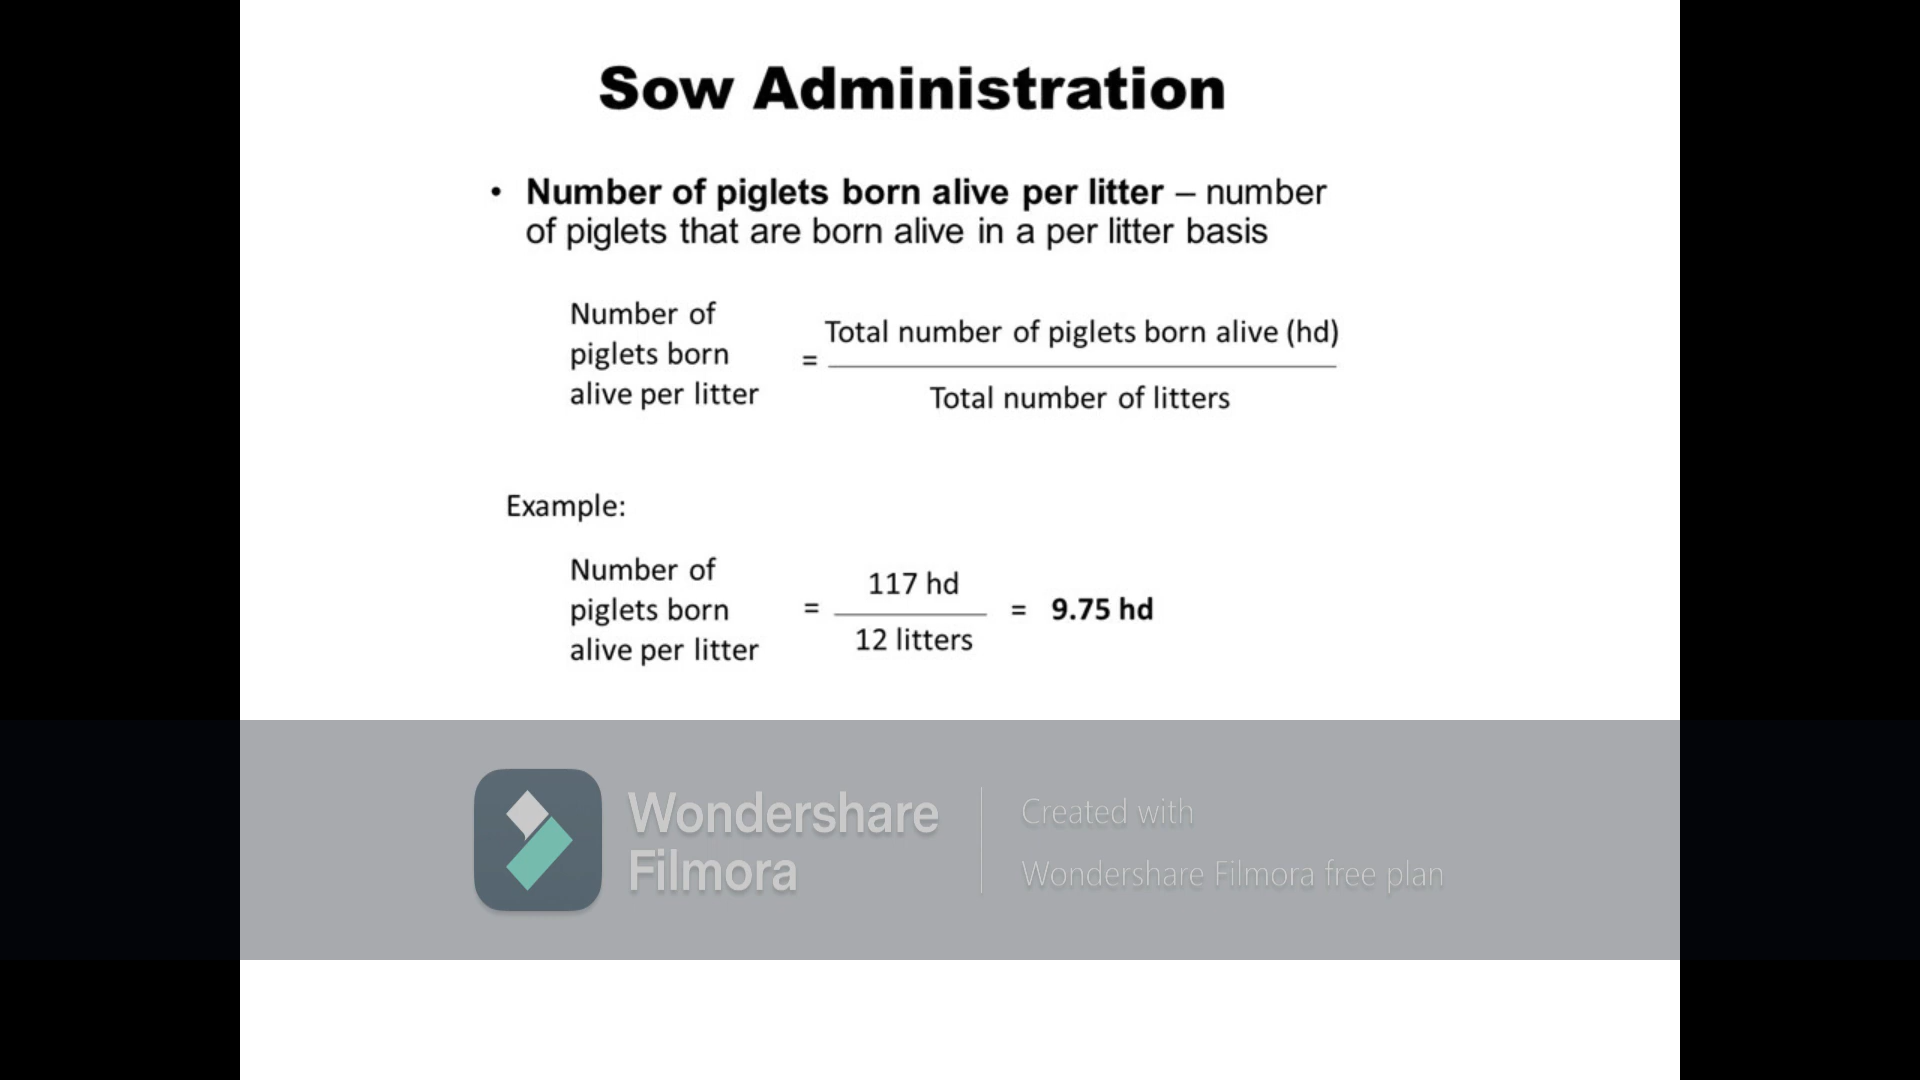 Sow Administration
• Number of piglets born alive per litter – number
of piglets that are born alive in a per litter basis
Number of
piglets born
alive per litter
=
Total number of piglets born alive (hd)
Total number of litters
Example:
Number of
piglets born
alive per litter
=
117 hd
12 litters
= 9.75 hd
Wondershare
Filmora
Created with
Wondershare Filmora free plan